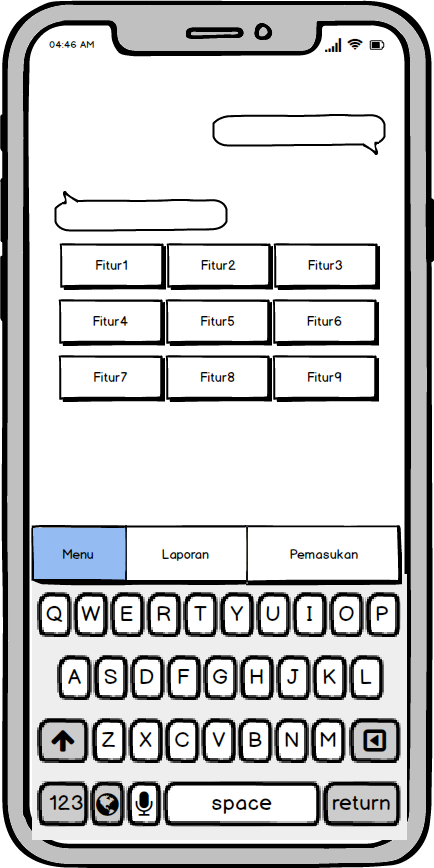 04:46 AM
Fitur1 Fitur2 Fitur3
Fitur4 Fitur5 Fitur6
Fitur7 Fitur8 Fitur9
Menu Laporan Pemasukan
Q W E R T Y U I O P
A S D F G H J K L
Z X C V B N M
123 space return